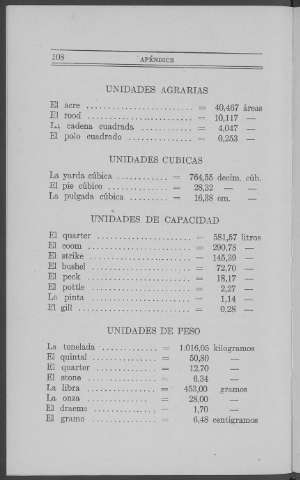 108 APÉNDICE
UNIDADES AGRARIAS
El acre .......................... = 40,467 áreas
El rood .......................... = 10,117 —
La cadena cuadrada ............ = 4,047 —
El polo cuadrado ................ = 0,253 —
UNIDADES CUBICAS
La yarda cúbica ............. = 764,55 decím. cúb.
El pie cúbico ................ = 28,32 — —
La pulgada cúbica .......... = 16,38 cm. —
UNIDADES DE CAPACIDAD
El quarter ....................... = 581,57 litros
El coom ......................... = 290,78 —
El strike ......................... = 145,39 —
El bushel ........................ = 72,70 —
El peck .......................... = 18,17 —
El pottle ......................... = 2,27 —
La pinta ......................... = 1,14 —
El gill ............................ = 0,28 —
UNIDADES DE PESO
La tonelada .............. = 1.016,05 kilogramos
El quintal ................ = 50,80 —
El quarter ................ = 12,70 —
El stone .................. = 6,34 —
La libra .................. = 453,00 gramos
La onza .................. = 28,00 —
El dracme ................ = 1,70 —
El gramo ................. = 6,48 centigramos